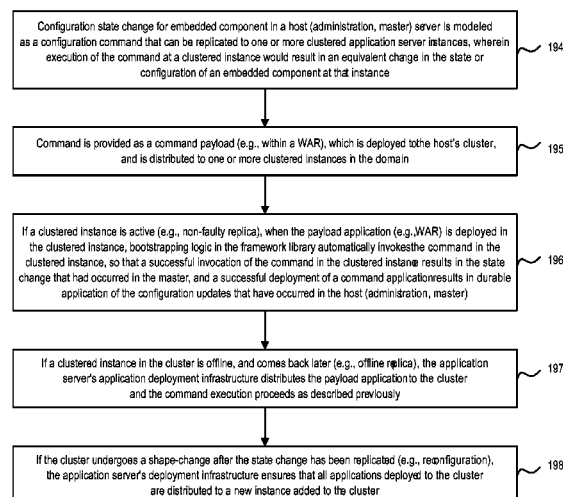 Configuration state change for embedded component in a host (administration, master) server is modeled
as a configuration command that can be replicated to one or more clustered application server instances, wherein
execution of the command at a clustered instance would result in an equivalent change in the state or
configuration of an embedded component at that instance
194
Command is provided as a command payload (e.g., within a WAR), which is deployed to the host's cluster,
and is distributed to one or more clustered instances in the domain
195
If a clustered instance is active (e.g., non-faulty replica), when the payload application (e.g., WAR) is deployed in
the clustered instance, bootstrapping logic in the framework library automatically invokes the command in the
clustered instance, so that a successful invocation of the command in the clustered instance results in the state
change that had occurred in the master, and a successful deployment of a command application results in durable
application of the configuration updates that have occurred in the host (administration, master)
196
If a clustered instance in the cluster is offline, and comes back later (e.g., offline replica), the application
server's application deployment infrastructure distributes the payload application to the cluster
and the command execution proceeds as described previously
197
If the cluster undergoes a shape-change after the state change has been replicated (e.g., reconfiguration),
the application server's deployment infrastructure ensures that all applications deployed to the cluster
are distributed to a new instance added to the cluster
198